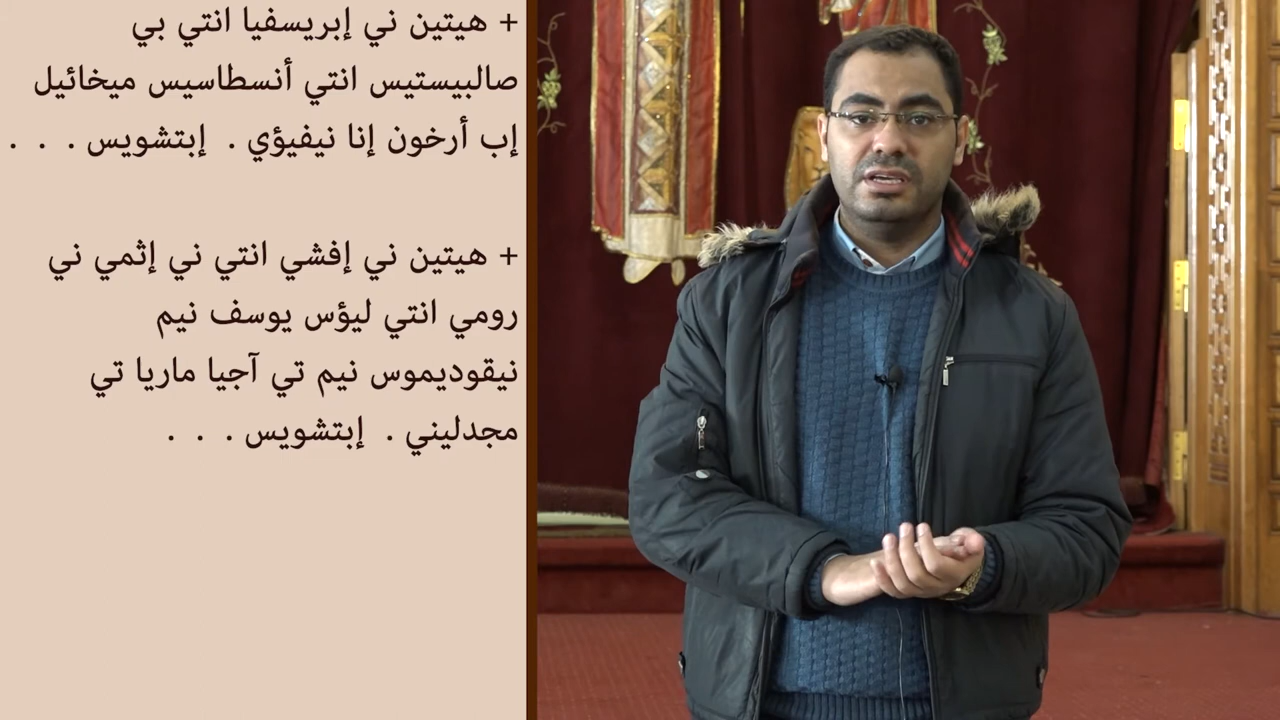 + هيتين ني إبريسفيا انتي بي
صالبيستيس انتي أنسطاسيس ميخائيل
إب أرخون إنا نيفيؤي . إبتشويس . . .
+ هيتين ني إفشي انتي ني إثمي ني
رومي انتي ليؤس يوسف نيم
نيقوديموس نيم تي آجيا ماريا تي
مجدليني . إبتشويس . . .